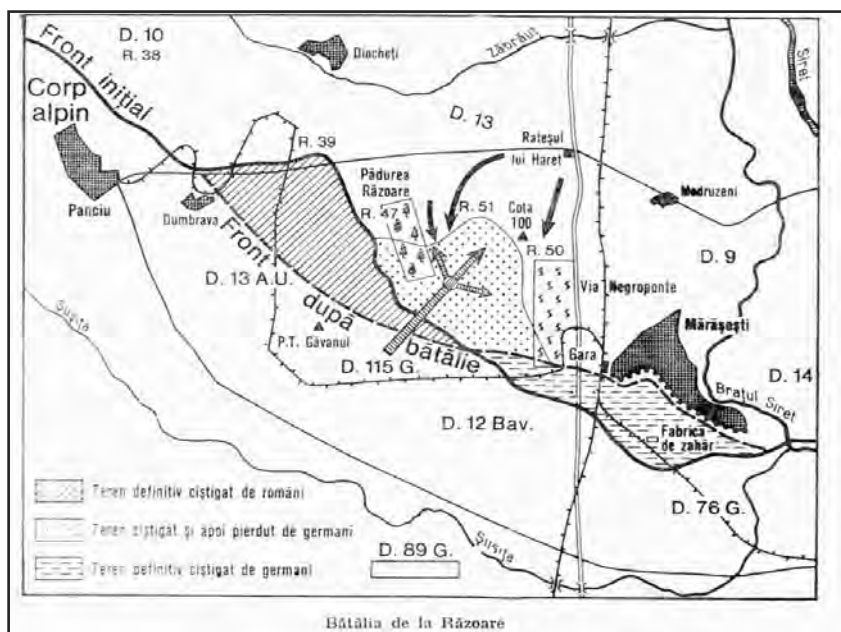 D. 10
R. 38
Diocheți
Zăbrăuț
Siret
Front inițial
Corp
alpin
D. 13
R. 39
Rateșul
lui Haret
Pădurea
Răzoare
Panciu
Dumbrava
R. 47
R. 51
Cota
100
Modruzeni
R. 50
D. 9
Front după bătălie
D. 13 A.U.
Via Negroponte
Mărășești
Șușița
P.T. Găvanul
Gara
D. 115 G.
D. 14
Brațul Siret
D. 12 Bav.
Fabrica
de zahăr
Teren definitiv cîștigat de români
Teren cîștigat și apoi pierdut de germani
Teren definitiv cîștigat de germani
D. 76 G.
D. 89 G.
Șușița
Bătălia de la Răzoare